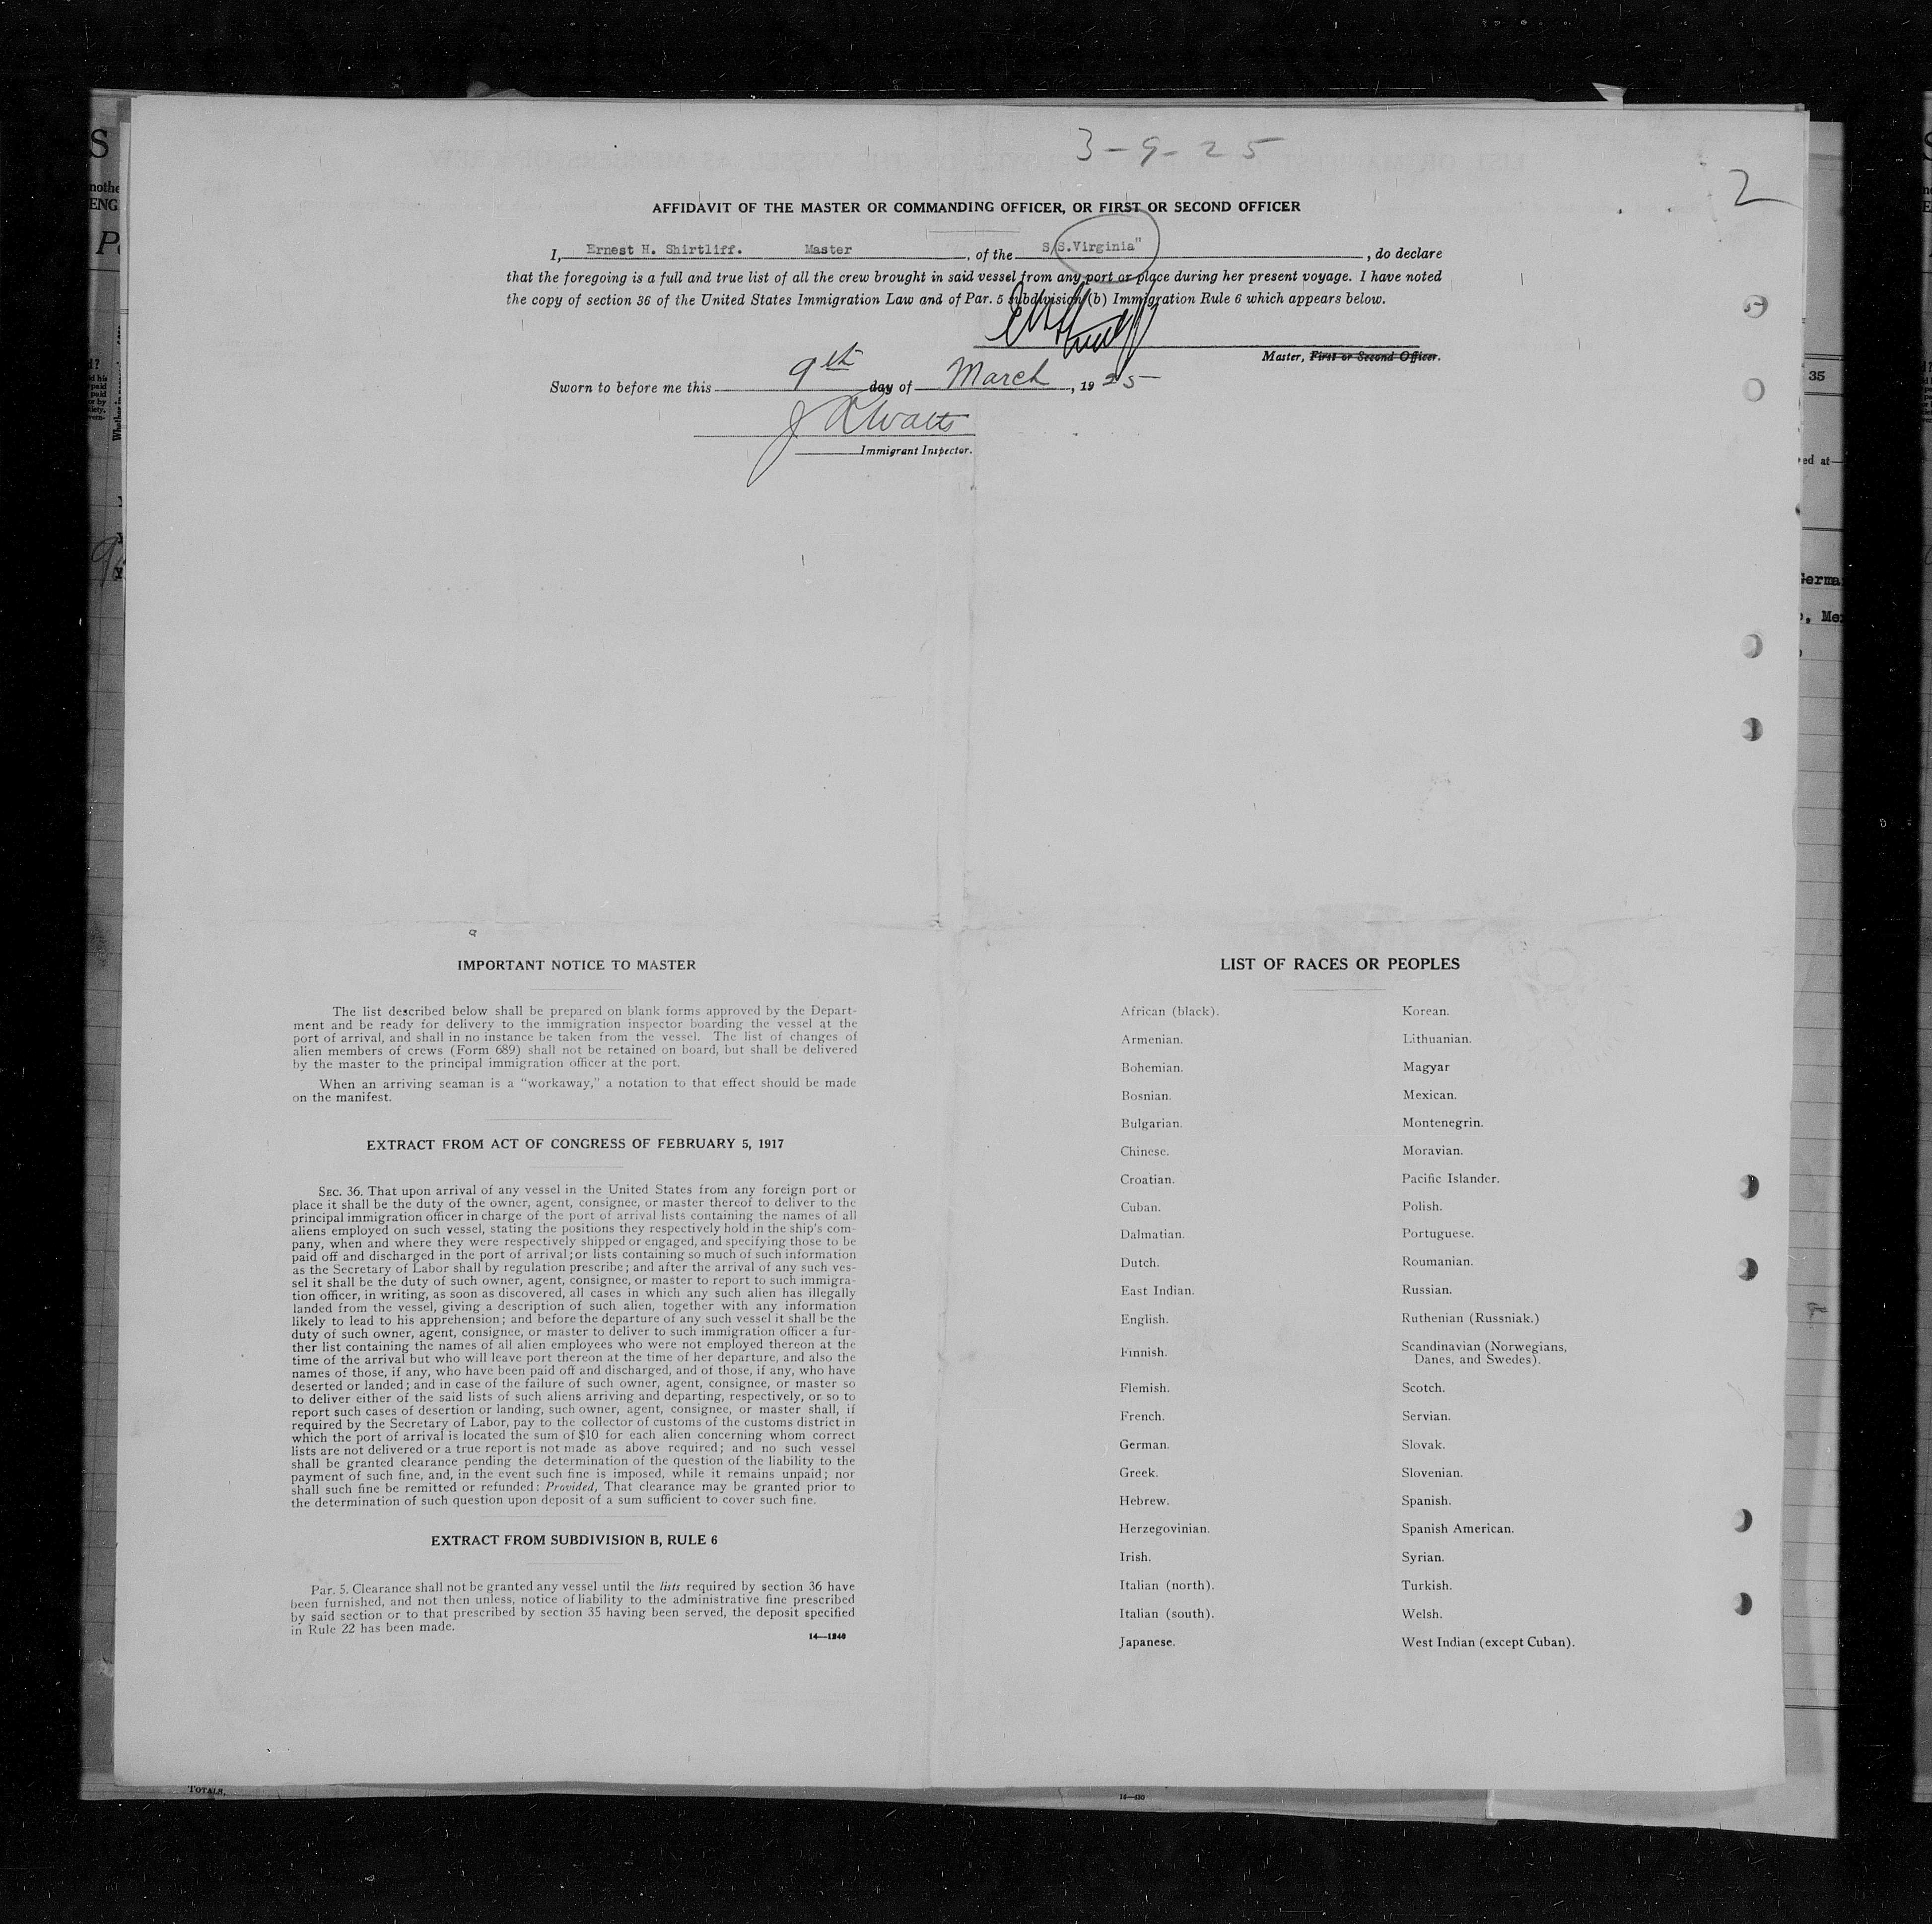 3-9-25
2
AFFIDAVIT OF THE MASTER OR COMMANDING OFFICER, OR FIRST OR SECOND OFFICER
I, Ernest H. Shirtliff. Master, of the S/S.Virginia", do declare
that the foregoing is a full and true list of all the crew brought in said vessel from any port or place during her present voyage. I have noted
the copy of section 36 of the United States Immigration Law and of Par. 5 subdivision (b) Immigration Rule 6 which appears below.
Master, First or Second Officer.
Sworn to before me this 9th day of March, 1925
J Watts
Immigrant Inspector.
IMPORTANT NOTICE TO MASTER
The list described below shall be prepared on blank forms approved by the Depart-
ment and be ready for delivery to the immigration inspector boarding the vessel at the
port of arrival, and shall in no instance be taken from the vessel. The list of changes of
alien members of crews (Form 689) shall not be retained on board, but shall be delivered
by the master to the principal immigration officer at the port.
When an arriving seaman is a "workaway," a notation to that effect should be made
on the manifest.
EXTRACT FROM ACT OF CONGRESS OF FEBRUARY 5, 1917
SEC. 36. That upon arrival of any vessel in the United States from any foreign port or
place it shall be the duty of the owner, agent, consignee, or master thereof to deliver to the
principal immigration officer in charge of the port of arrival lists containing the names of all
aliens employed on such vessel, stating the positions they respectively hold in the ship's com-
pany, when and where they were respectively shipped or engaged, and specifying those to be
paid off and discharged in the port of arrival; or lists containing so much of such information
as the Secretary of Labor shall by regulation prescribe; and after the arrival of any such ves-
sel it shall be the duty of such owner, agent, consignee, or master to report to such immigra-
tion officer, in writing, as soon as discovered, all cases in which any such alien has illegally
landed from the vessel, giving a description of such alien, together with any information
likely to lead to his apprehension; and before the departure of any such vessel it shall be the
duty of such owner, agent, consignee, or master to deliver to such immigration officer a fur-
ther list containing the names of all alien employees who were not employed thereon at the
time of the arrival but who will leave port thereon at the time of her departure, and also the
names of those, if any, who have been paid off and discharged, and of those, if any, who have
deserted or landed; and in case of the failure of such owner, agent, consignee, or master so
to deliver either of the said lists of such aliens arriving and departing, respectively, or so to
report such cases of desertion or landing, such owner, agent, consignee, or master shall, if
required by the Secretary of Labor, pay to the collector of customs of the customs district in
which the port of arrival is located the sum of $10 for each alien concerning whom correct
lists are not delivered or a true report is not made as above required; and no such vessel
shall be granted clearance pending the determination of the question of the liability to the
payment of such fine, and, in the event such fine is imposed, while it remains unpaid; nor
shall such fine be remitted or refunded: Provided, That clearance may be granted prior to
the determination of such question upon deposit of a sum sufficient to cover such fine.
EXTRACT FROM SUBDIVISION B, RULE 6
Par. 5. Clearance shall not be granted any vessel until the lists required by section 36 have
been furnished, and not then unless, notice of liability to the administrative fine prescribed
by said section or to that prescribed by section 35 having been served, the deposit specified
in Rule 22 has been made.
14—1240
LIST OF RACES OR PEOPLES
African (black).
Armenian.
Bohemian.
Bosnian.
Bulgarian.
Chinese.
Croatian.
Cuban.
Dalmatian.
Dutch.
East Indian.
English.
Finnish.
Flemish.
French.
German.
Greek.
Hebrew.
Herzegovinian.
Irish.
Italian (north).
Italian (south).
Japanese.
Korean.
Lithuanian.
Magyar
Mexican.
Montenegrin.
Moravian.
Pacific Islander.
Polish.
Portuguese.
Roumanian.
Russian.
Ruthenian (Russniak.)
Scandinavian (Norwegians,
Danes, and Swedes).
Scotch.
Servian.
Slovak.
Slovenian.
Spanish.
Spanish American.
Syrian.
Turkish.
Welsh.
West Indian (except Cuban).
35
TOTALS,